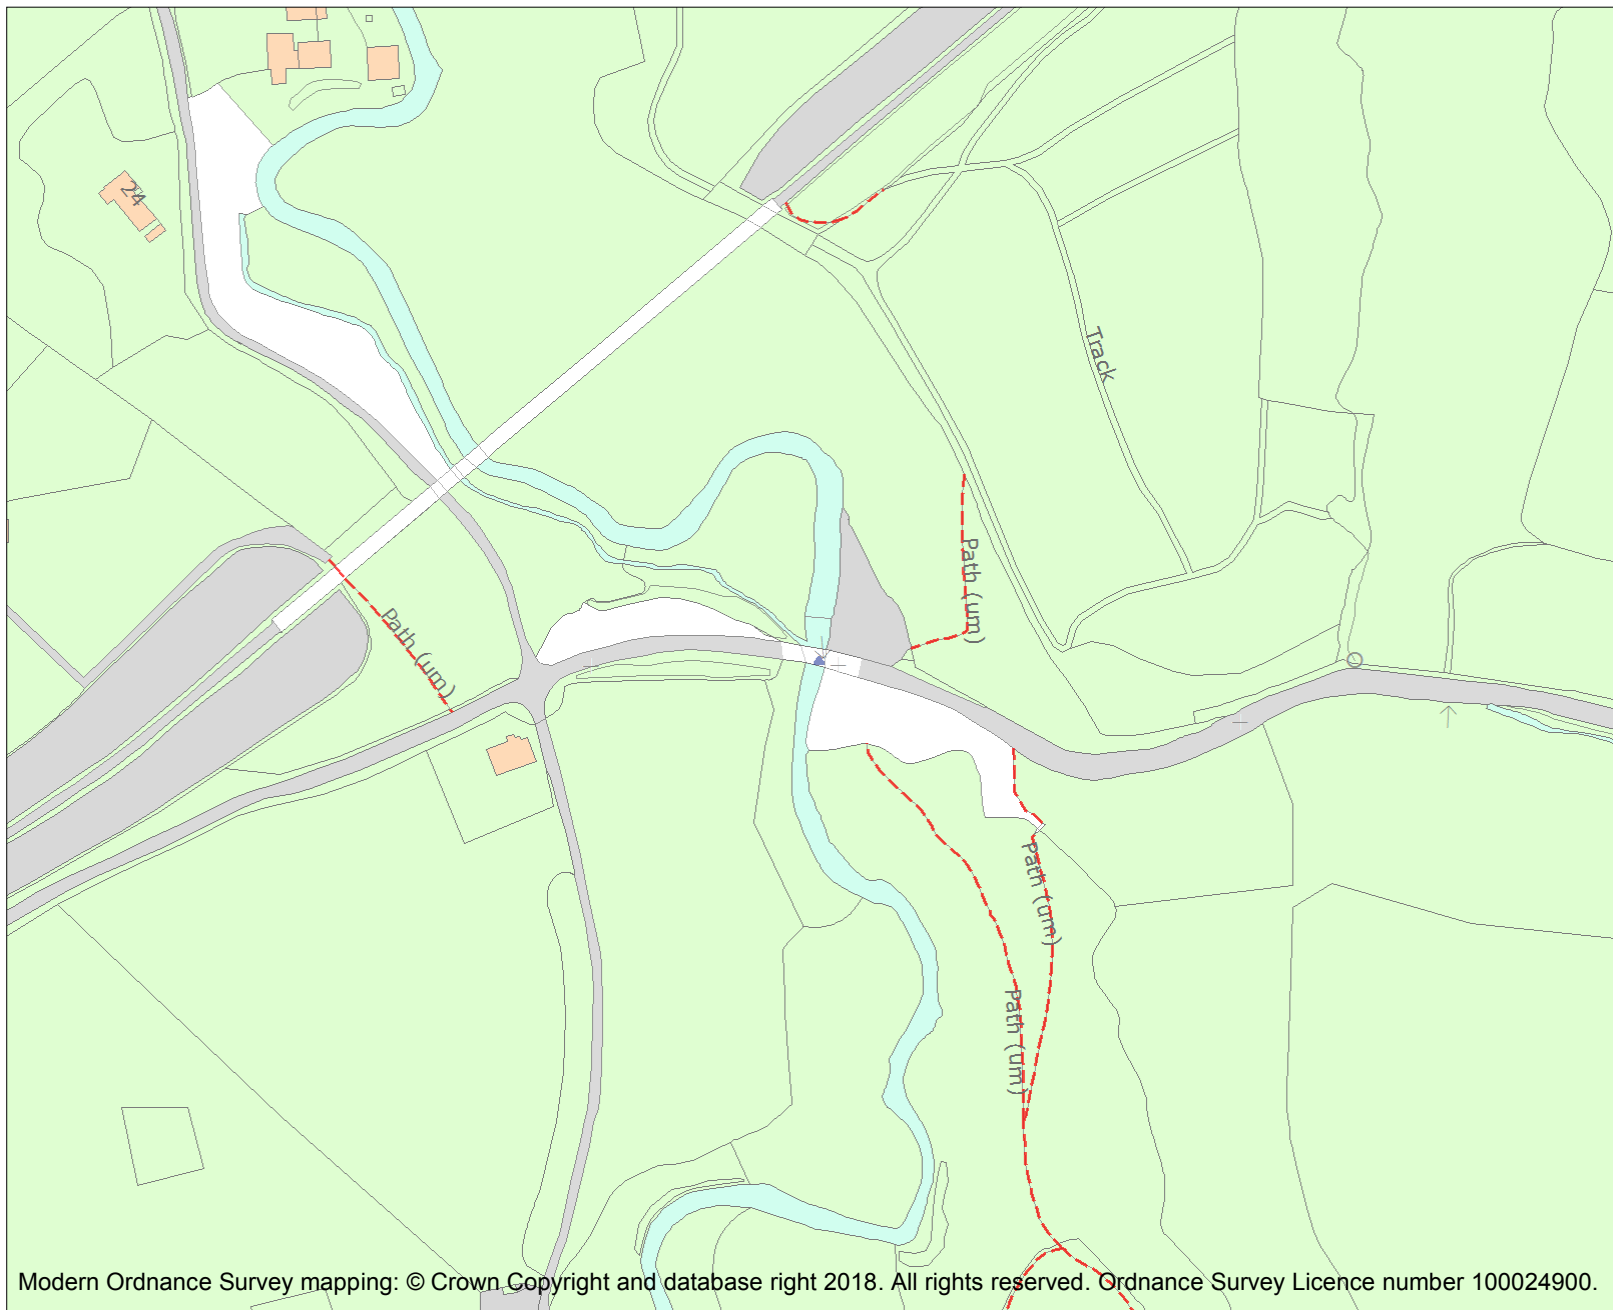 24
Track
Path (um)
Path (um)
Path (um)
Path (um)
Modern Ordnance Survey mapping: © Crown Copyright and database right 2018. All rights reserved. Ordnance Survey Licence number 100024900.